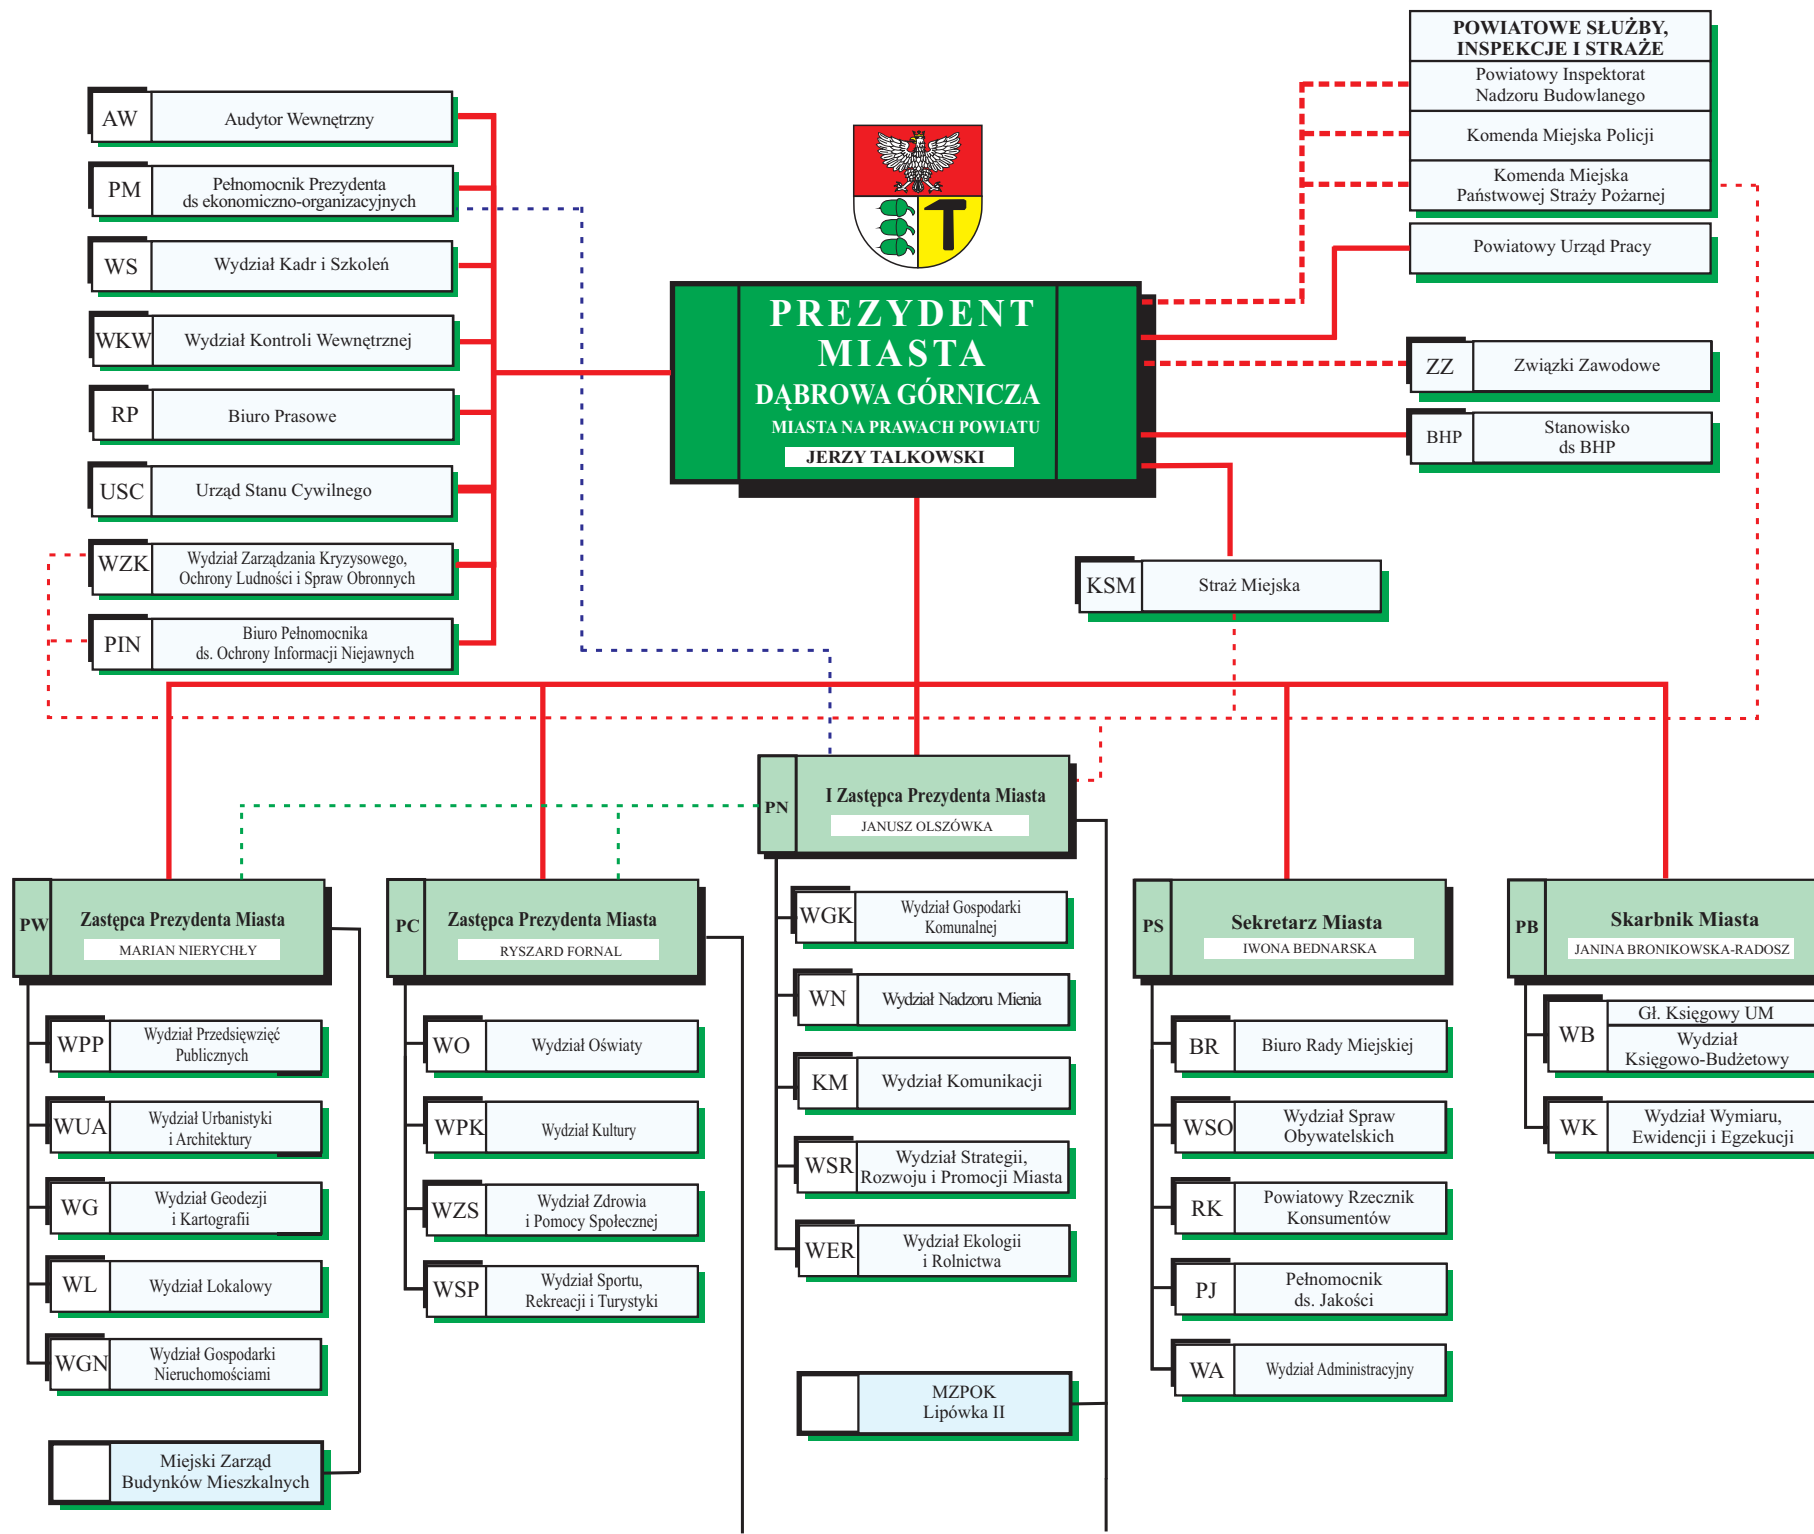 POWIATOWE SŁUŻBY,
INSPEKCJE I STRAŻE
Powiatowy Inspektorat
Nadzoru Budowlanego
Komenda Miejska Policji
Komenda Miejska
Państwowej Straży Pożarnej
Powiatowy Urząd Pracy
ZZ
Związki Zawodowe
BHP
Stanowisko
ds BHP
AW
Audytor Wewnętrzny
PM
Pełnomocnik Prezydenta
ds ekonomiczno-organizacyjnych
WS
Wydział Kadr i Szkoleń
WKW
Wydział Kontroli Wewnętrznej
RP
Biuro Prasowe
USC
Urząd Stanu Cywilnego
WZK
Wydział Zarządzania Kryzysowego,
Ochrony Ludności i Spraw Obronnych
PIN
Biuro Pełnomocnika
ds. Ochrony Informacji Niejawnych
PREZYDENT
MIASTA
DĄBROWA GÓRNICZA
MIASTA NA PRAWACH POWIATU
JERZY TALKOWSKI
KSM
Straż Miejska
PN
I Zastępca Prezydenta Miasta
JANUSZ OLSZÓWKA
WGK
Wydział Gospodarki
Komunalnej
WN
Wydział Nadzoru Mienia
KM
Wydział Komunikacji
WSR
Wydział Strategii,
Rozwoju i Promocji Miasta
WER
Wydział Ekologii
i Rolnictwa
MZPOK
Lipówka II
PW
Zastępca Prezydenta Miasta
MARIAN NIERYCHŁY
WPP
Wydział Przedsięwzięć
Publicznych
WUA
Wydział Urbanistyki
i Architektury
WG
Wydział Geodezji
i Kartografii
WL
Wydział Lokalowy
WGN
Wydział Gospodarki
Nieruchomościami
Miejski Zarząd
Budynków Mieszkalnych
PC
Zastępca Prezydenta Miasta
RYSZARD FORNAL
WO
Wydział Oświaty
WPK
Wydział Kultury
WZS
Wydział Zdrowia
i Pomocy Społecznej
WSP
Wydział Sportu,
Rekreacji i Turystyki
PS
Sekretarz Miasta
IWONA BEDNARSKA
BR
Biuro Rady Miejskiej
WSO
Wydział Spraw
Obywatelskich
RK
Powiatowy Rzecznik
Konsumentów
PJ
Pełnomocnik
ds. Jakości
WA
Wydział Administracyjny
PB
Skarbnik Miasta
JANINA BRONIKOWSKA-RADOSZ
WB
Gł. Księgowy UM
Wydział
Księgowo-Budżetowy
WK
Wydział Wymiaru,
Ewidencji i Egzekucji